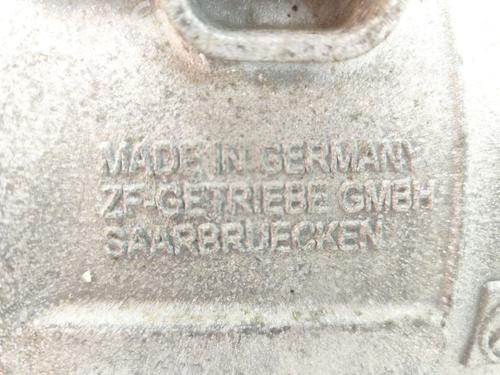 MADE IN GERMANY
ZF-GETRIEBE GMBH
SAARBRUECKEN